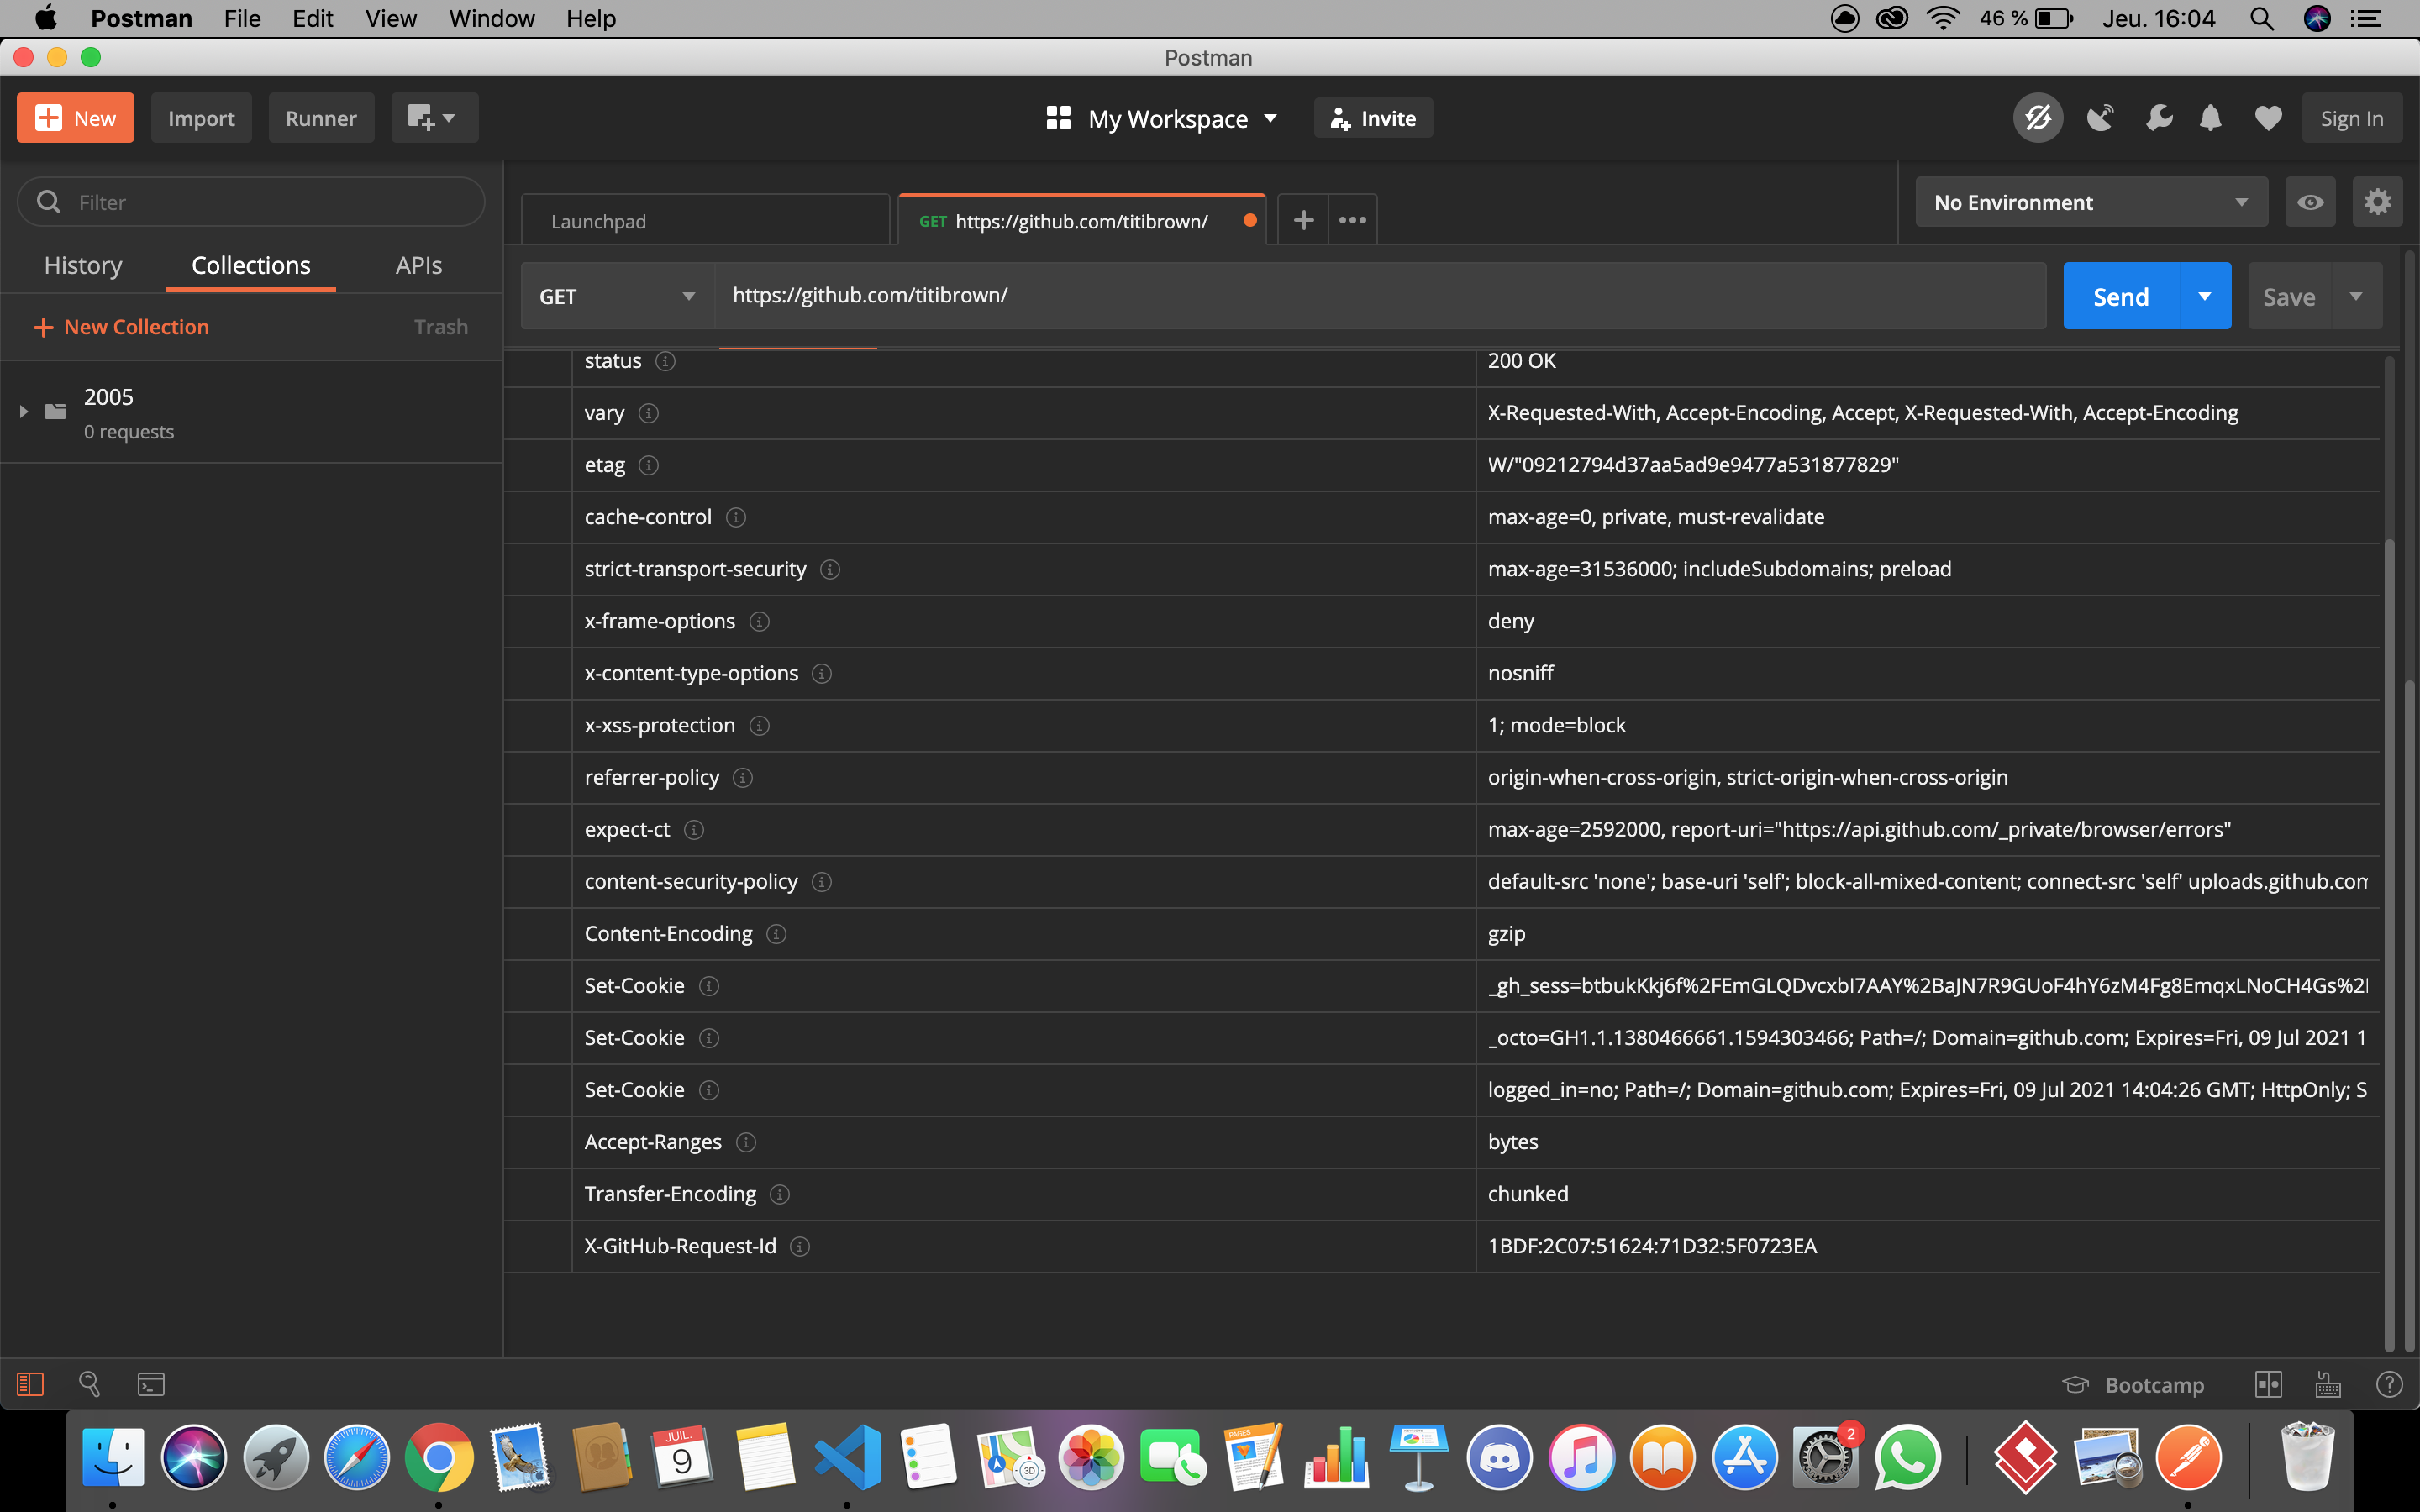 Postman File Edit View Window Help 46 % Jeu. 16:04
Postman
New Import Runner My Workspace Invite Sign In
Filter
Launchpad GET https://github.com/titibrown/ No Environment
History Collections APIs
GET https://github.com/titibrown/ Send Save
New Collection Trash
2005
0 requests
status 200 OK
vary X-Requested-With, Accept-Encoding, Accept, X-Requested-With, Accept-Encoding
etag W/"09212794d37aa5ad9e9477a531877829"
cache-control max-age=0, private, must-revalidate
strict-transport-security max-age=31536000; includeSubdomains; preload
x-frame-options deny
x-content-type-options nosniff
x-xss-protection 1; mode=block
referrer-policy origin-when-cross-origin, strict-origin-when-cross-origin
expect-ct max-age=2592000, report-uri="https://api.github.com/_private/browser/errors"
content-security-policy default-src 'none'; base-uri 'self'; block-all-mixed-content; connect-src 'self' uploads.github.com
Content-Encoding gzip
Set-Cookie _gh_sess=btbukKkj6f%2FEmGLQDvcxbI7AAY%2BaJN7R9GUoF4hY6zM4Fg8EmqxLNoCH4Gs%2
Set-Cookie _octo=GH1.1.1380466661.1594303466; Path=/; Domain=github.com; Expires=Fri, 09 Jul 2021 1
Set-Cookie logged_in=no; Path=/; Domain=github.com; Expires=Fri, 09 Jul 2021 14:04:26 GMT; HttpOnly; S
Accept-Ranges bytes
Transfer-Encoding chunked
X-GitHub-Request-Id 1BDF:2C07:51624:71D32:5F0723EA
Bootcamp
JUIL.
9
3D
PAGES
2